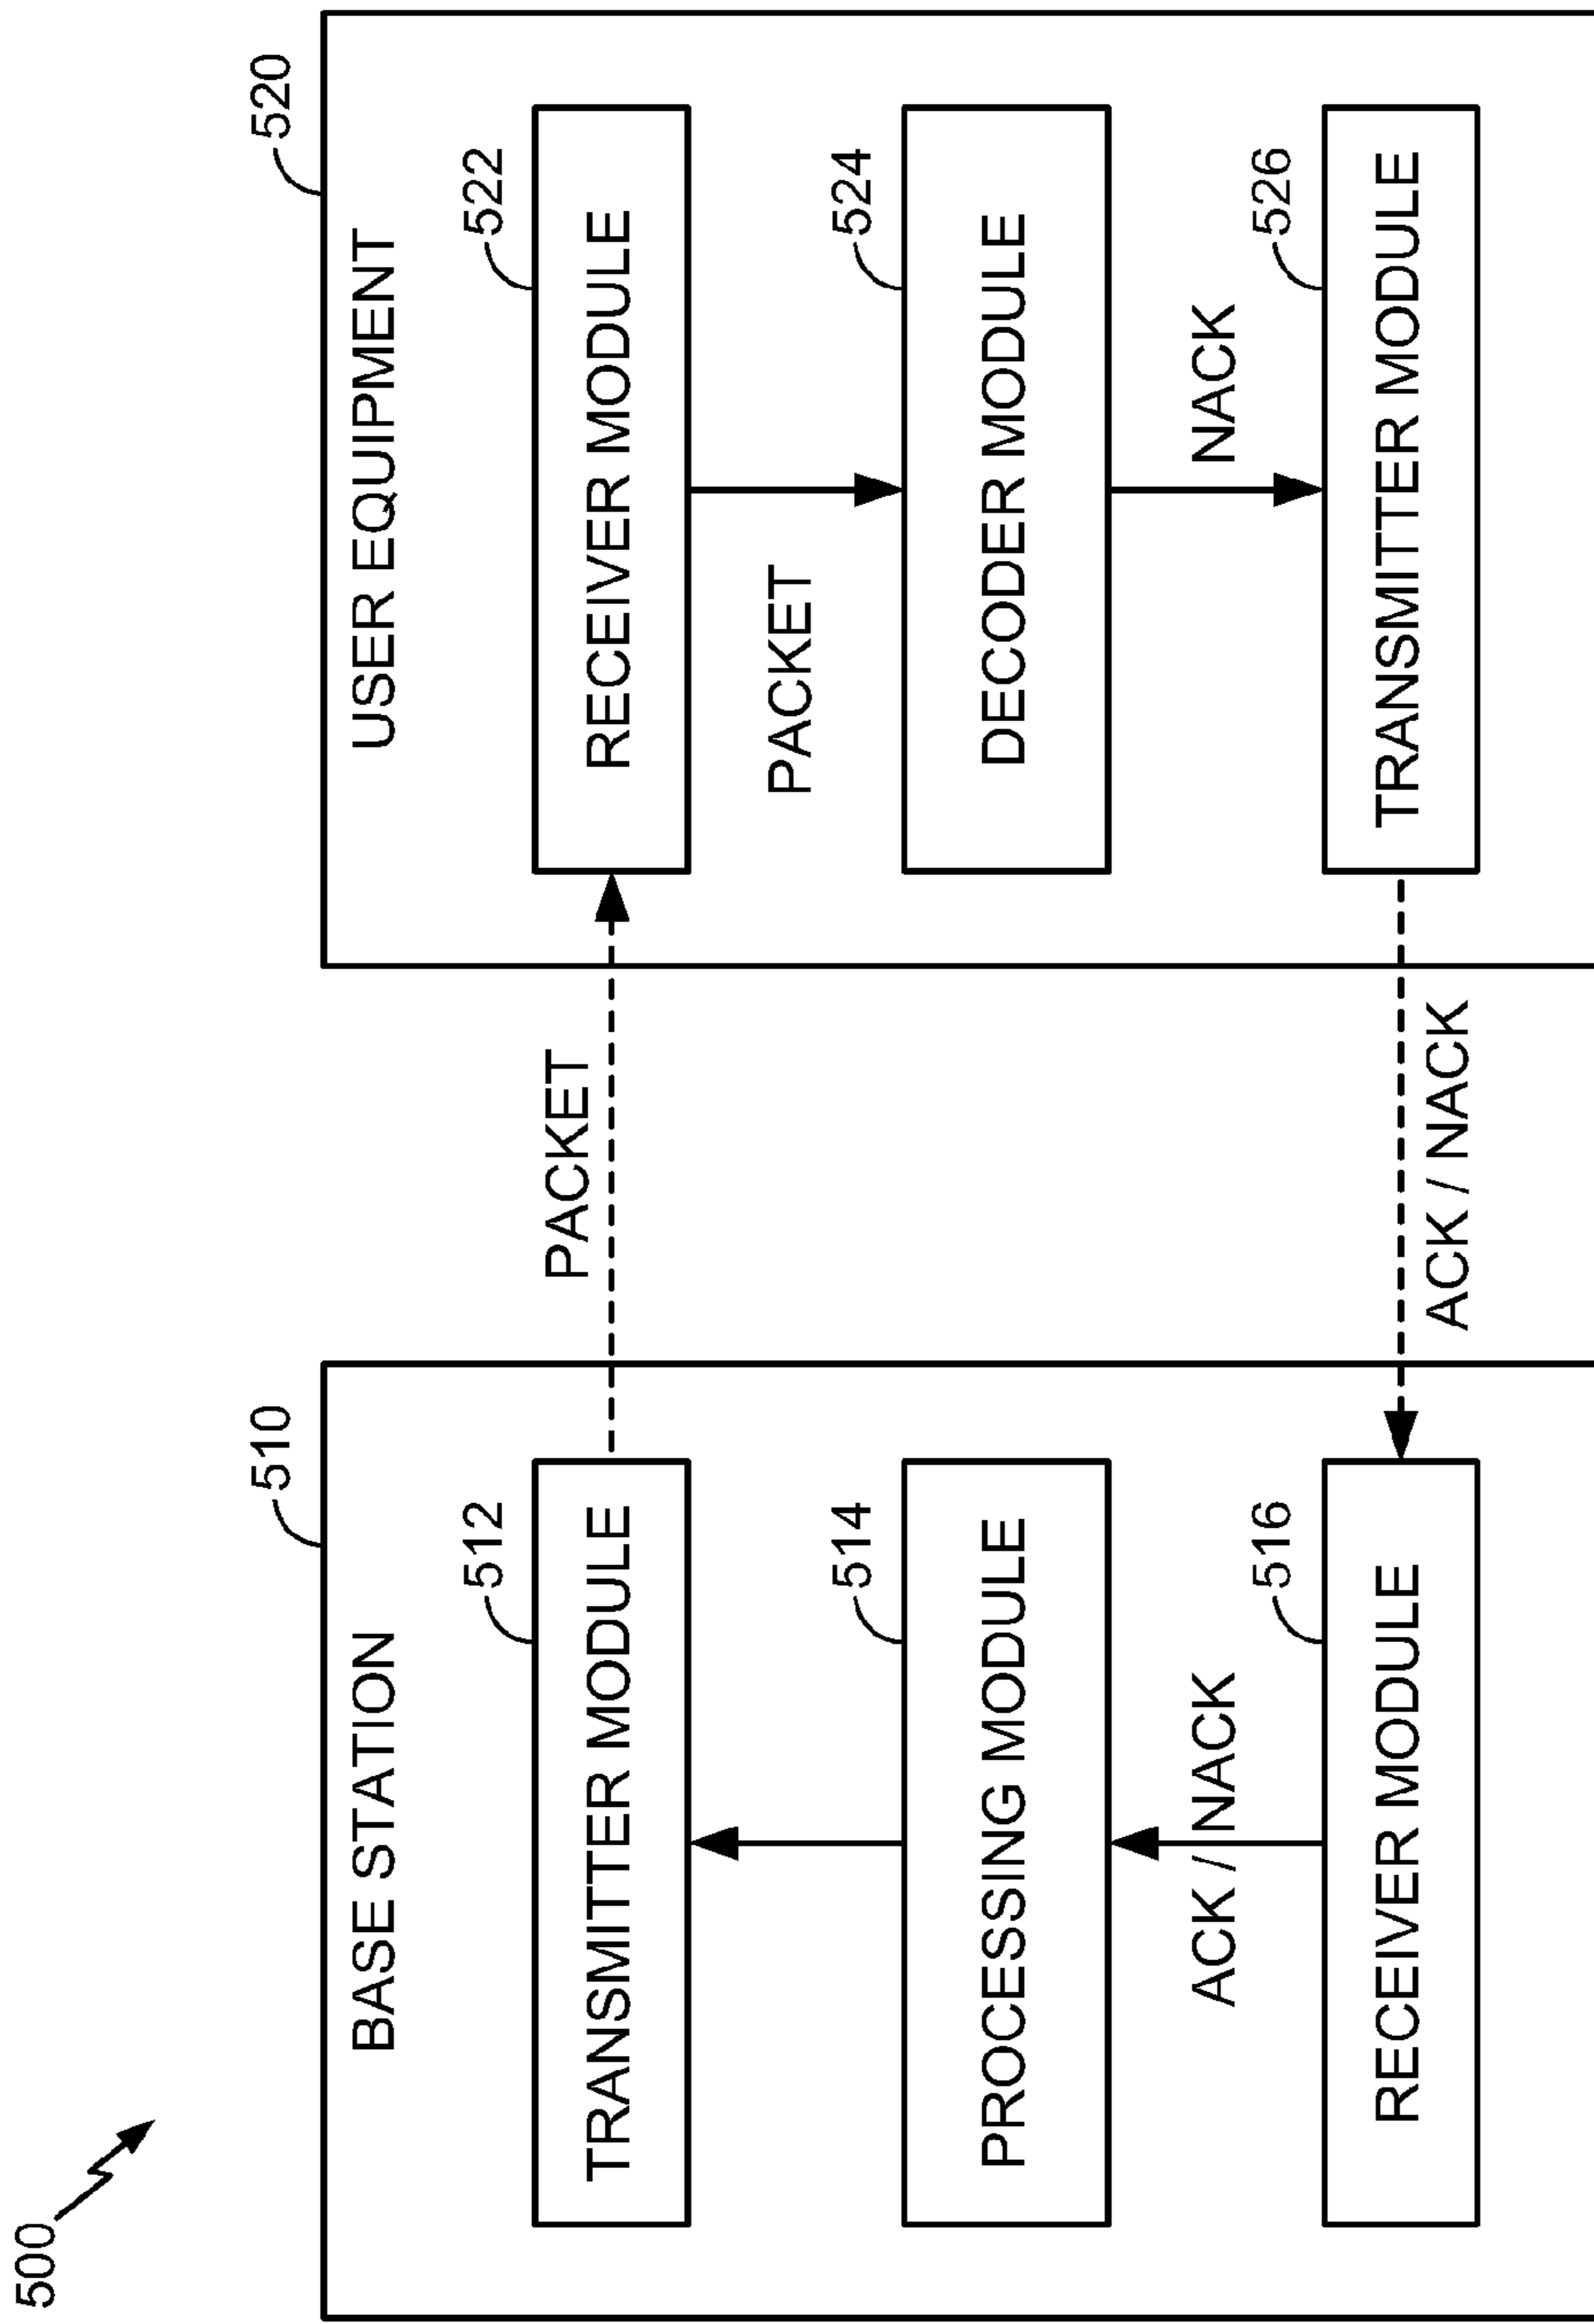 500
510
BASE STATION
512
TRANSMITTER MODULE
514
PROCESSING MODULE
ACK / NACK
516
RECEIVER MODULE
PACKET
ACK / NACK
520
USER EQUIPMENT
522
RECEIVER MODULE
PACKET
524
DECODER MODULE
NACK
526
TRANSMITTER MODULE